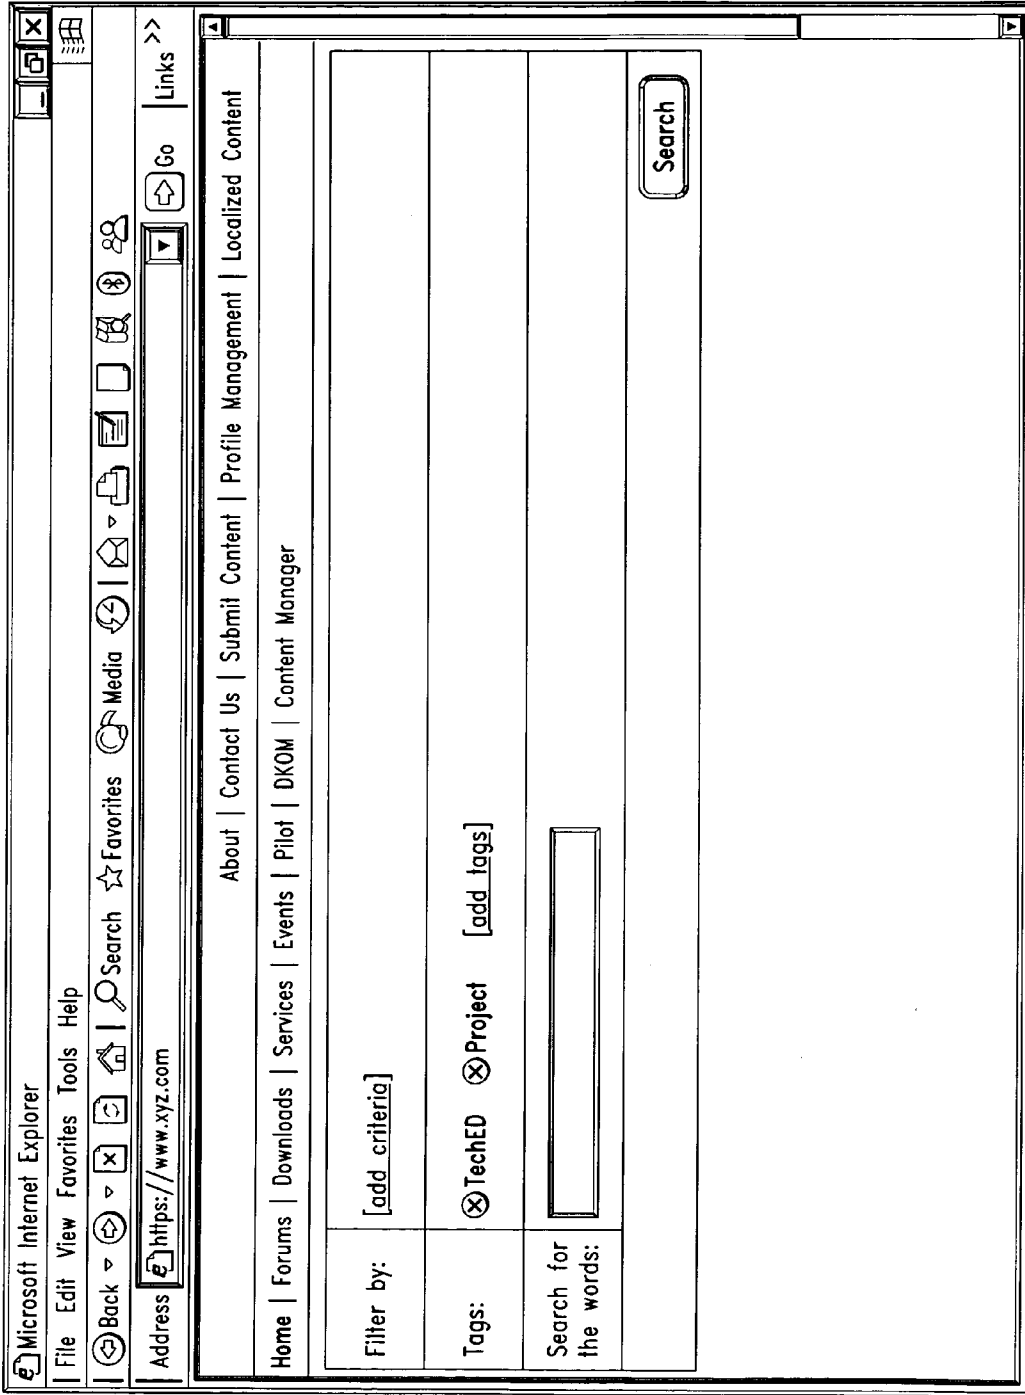 Microsoft Internet Explorer
File Edit View Favorites Tools Help
Back Search Favorites Media
Address https://www.xyz.com Go Links >>
About | Contact Us | Submit Content | Profile Management | Localized Content
Home | Forums | Downloads | Services | Events | Pilot | DKOM | Content Manager
Filter by: [add criteria]
Tags: TechED Project [add tags]
Search for
the words:
Search